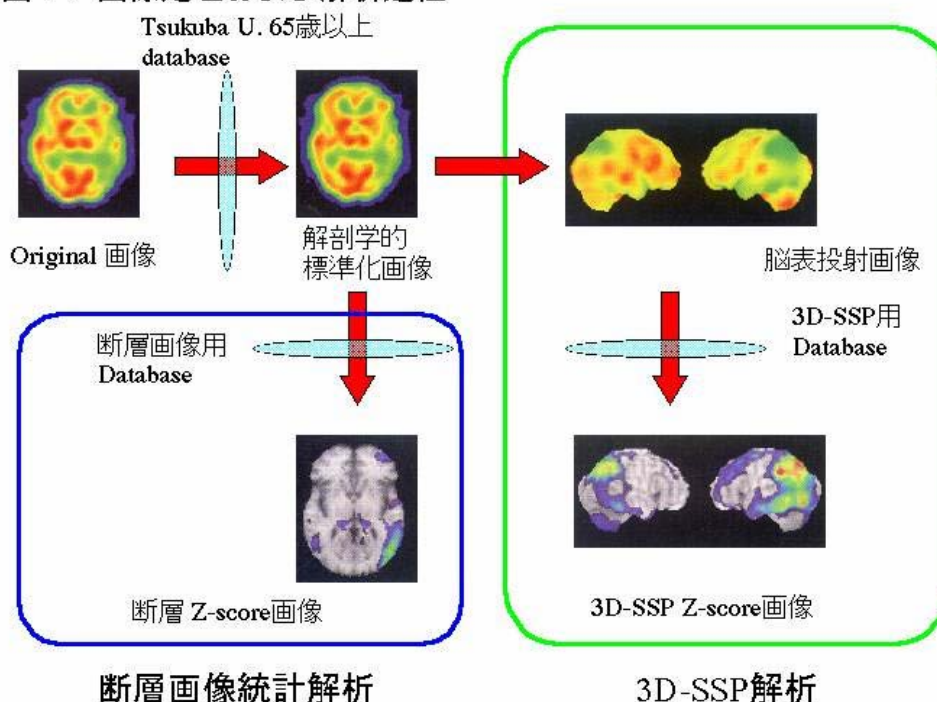 Tsukuba U. 65歳以上
database
Original 画像
解剖学的
標準化画像
脳表投射画像
断層画像用
Database
3D-SSP用
Database
断層 Z-score画像
3D-SSP Z-score画像
断層画像統計解析
3D-SSP解析